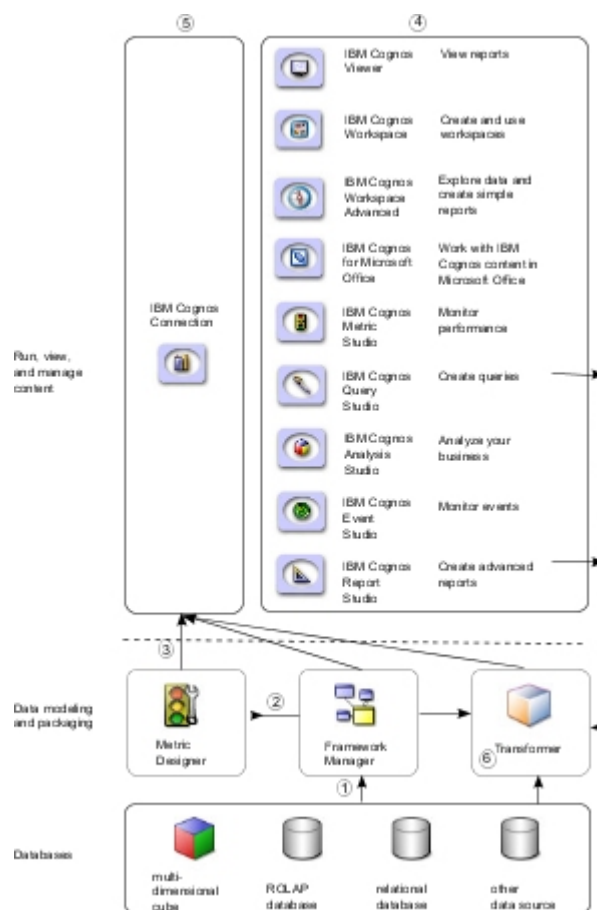 5
4
IBM Cognos
Viewer
View reports
IBM Cognos
Workspace
Create and use
workspaces
IBM Cognos
Workspace
Advanced
Explore data and
create simple
reports
IBM Cognos
for Microsoft
Office
Work with IBM
Cognos content in
Microsoft Office
IBM Cognos
Connection
IBM Cognos
Metric
Studio
Monitor
performance
Run, view,
and manage
content
IBM Cognos
Query
Studio
Create queries
IBM Cognos
Analysis
Studio
Analyze your
business
IBM Cognos
Event
Studio
Monitor events
IBM Cognos
Report
Studio
Create advanced
reports
3
Data modeling
and packaging
Metric
Designer
2
Framework
Manager
6
Transformer
1
Databases
multi-
dimensional
cube
ROLAP
database
relational
database
other
data source